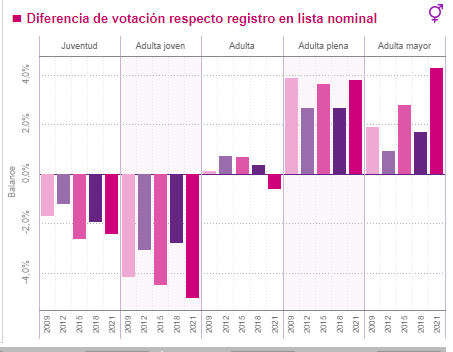 Diferencia de votación respecto registro en lista nominal
Juventud Adulta joven Adulta Adulta plena Adulta mayor
Balance
4.0%
2.0%
0.0%
-2.0%
-4.0%
2009 2012 2015 2018 2021 2009 2012 2015 2018 2021 2009 2012 2015 2018 2021 2009 2012 2015 2018 2021 2009 2012 2015 2018 2021